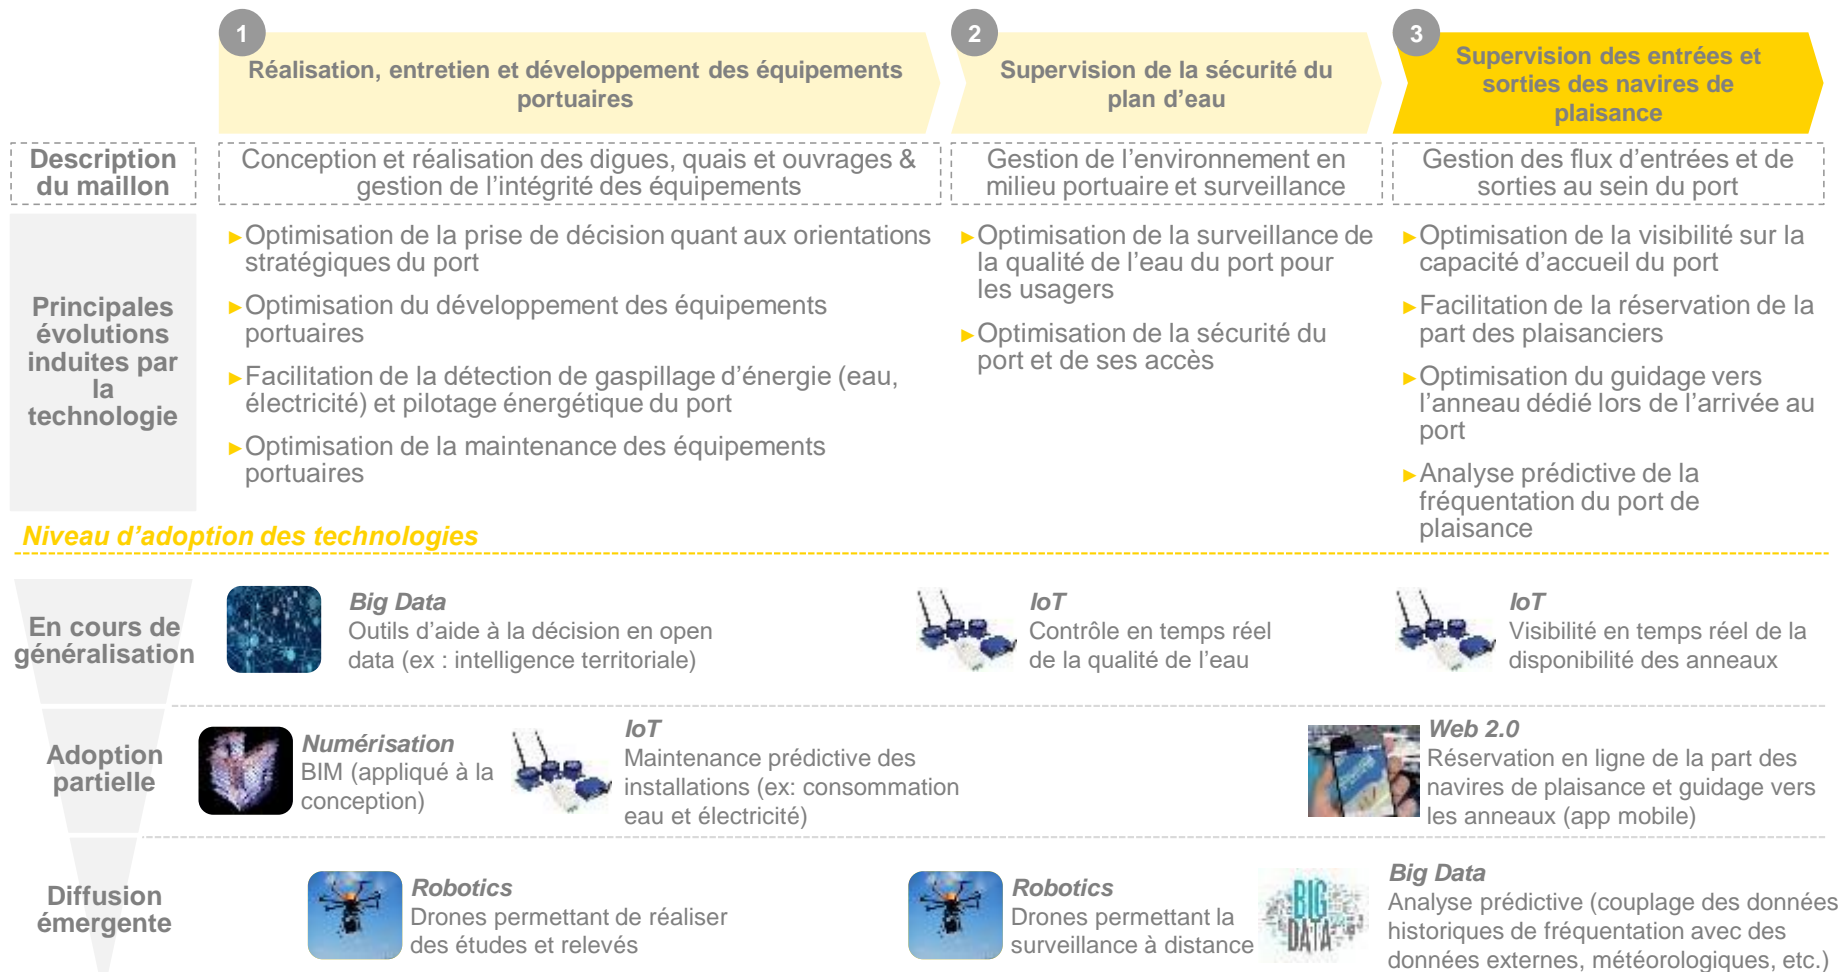 1
Réalisation, entretien et développement des équipements
portuaires
2
Supervision de la sécurité du
plan d’eau
3
Supervision des entrées et
sorties des navires de
plaisance
Description
du maillon
Conception et réalisation des digues, quais et ouvrages &
gestion de l’intégrité des équipements
Gestion de l’environnement en
milieu portuaire et surveillance
Gestion des flux d’entrées et de
sorties au sein du port
Principales
évolutions
induites par
la
technologie
►Optimisation de la prise de décision quant aux orientations
stratégiques du port
►Optimisation du développement des équipements
portuaires
►Facilitation de la détection de gaspillage d’énergie (eau,
électricité) et pilotage énergétique du port
►Optimisation de la maintenance des équipements
portuaires
►Optimisation de la surveillance de
la qualité de l’eau du port pour
les usagers
►Optimisation de la sécurité du
port et de ses accès
►Optimisation de la visibilité sur la
capacité d’accueil du port
►Facilitation de la réservation de la
part des plaisanciers
►Optimisation du guidage vers
l’anneau dédié lors de l’arrivée au
port
►Analyse prédictive de la
fréquentation du port de
plaisance
Niveau d’adoption des technologies
En cours de
généralisation
Big Data
Outils d’aide à la décision en open
data (ex : intelligence territoriale)
IoT
Contrôle en temps réel
de la qualité de l’eau
IoT
Visibilité en temps réel de la
disponibilité des anneaux
Adoption
partielle
Numérisation
BIM (appliqué à la
conception)
IoT
Maintenance prédictive des
installations (ex: consommation
eau et électricité)
Web 2.0
Réservation en ligne de la part des
navires de plaisance et guidage vers
les anneaux (app mobile)
Diffusion
émergente
Robotics
Drones permettant de réaliser
des études et relevés
Robotics
Drones permettant la
surveillance à distance
BIG
DATA
Big Data
Analyse prédictive (couplage des données
historiques de fréquentation avec des
données externes, météorologiques, etc.)